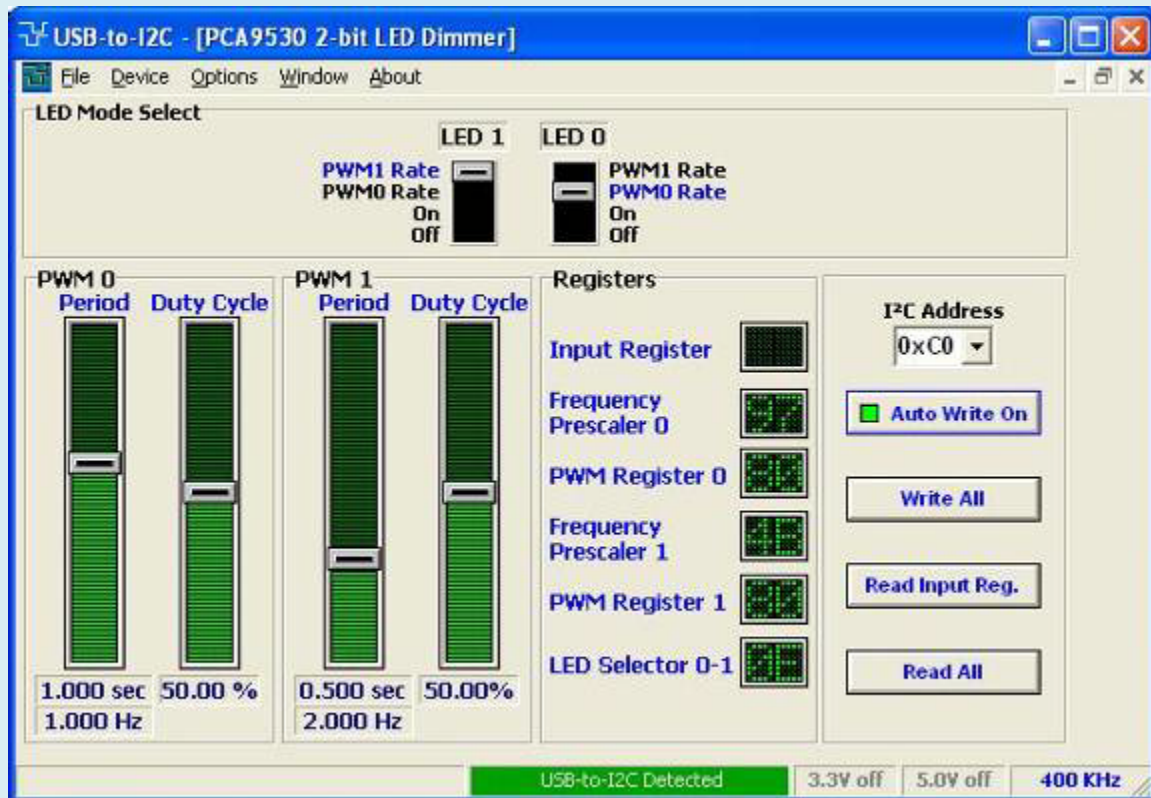 USB-to-I2C - [PCA9530 2-bit LED Dimmer]
File Device Options Window About
LED Mode Select
LED 1 LED 0
PWM1 Rate PWM1 Rate
PWM0 Rate PWM0 Rate
On On
Off Off
PWM 0 PWM 1 Registers
Period Duty Cycle Period Duty Cycle
I²C Address
0xC0
Input Register
Frequency
Prescaler 0
Auto Write On
PWM Register 0
Write All
Frequency
Prescaler 1
Read Input Reg.
PWM Register 1
LED Selector 0-1
Read All
1.000 sec 50.00 % 0.500 sec 50.00%
1.000 Hz 2.000 Hz
USB-to-I2C Detected 3.3V off 5.0V off 400 KHz